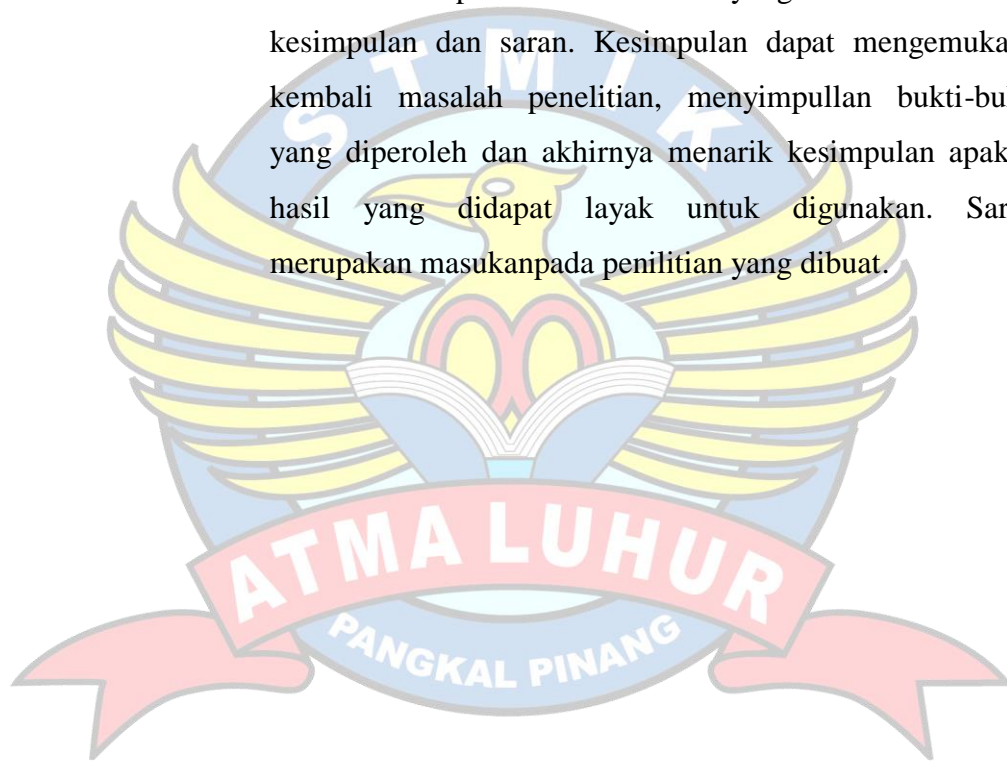 yang
kesimpulan dan saran. Kesimpulan dapat mengemuka
kembali masalah penelitian, menyimpullan bukti-bu
yang diperoleh dan akhirnya menarik kesimpulan apak
hasil yang didapat layak untuk digunakan. Sar
merupakan masukanpada penilitian yang dibuat.
STMIK
ATMA LUHUR
PANGKAL PINANG